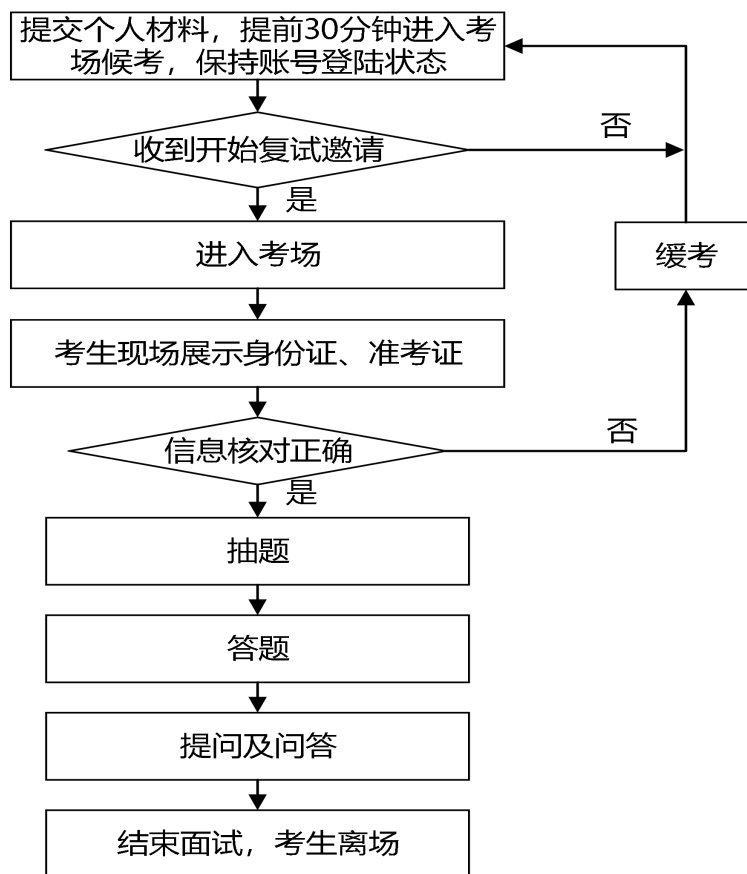 提交个人材料，提前30分钟进入考
场候考，保持账号登陆状态
收到开始复试邀请
否
是
进入考场
缓考
考生现场展示身份证、准考证
信息核对正确
否
是
抽题
答题
提问及问答
结束面试，考生离场